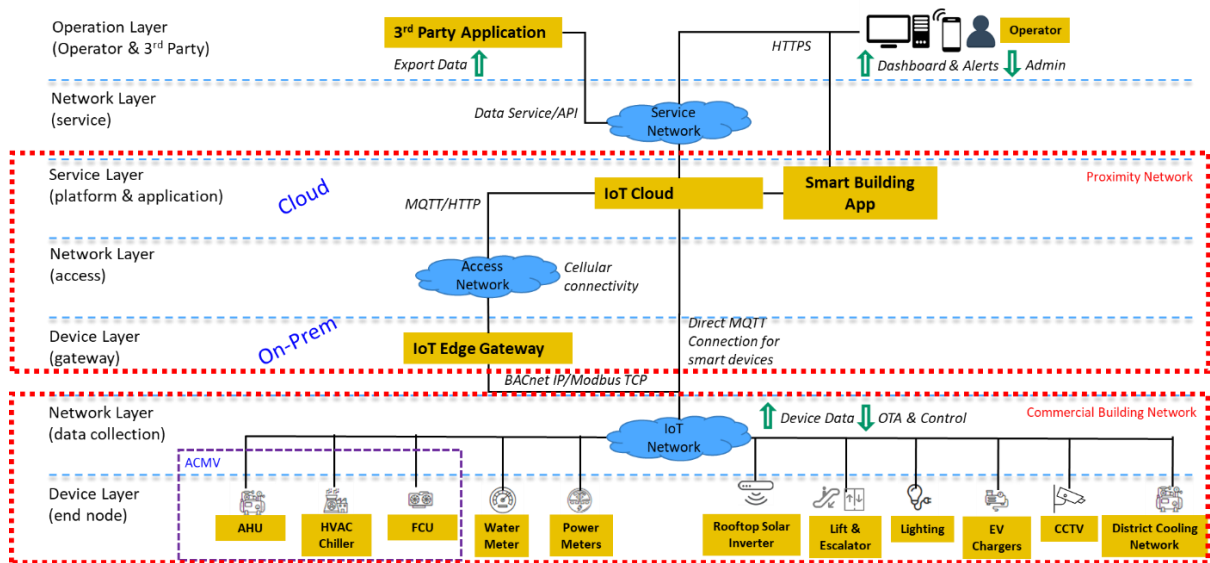 Operation Layer
(Operator & 3rd Party)
3rd Party Application
Export Data
HTTPS
Operator
Dashboard & Alerts
Admin
Network Layer
(service)
Data Service/API
Service
Network
Service Layer
(platform & application)
Cloud
MQTT/HTTP
IoT Cloud
Smart Building
App
Proximity Network
Network Layer
(access)
Access
Network
Cellular
connectivity
Device Layer
(gateway)
On-Prem
IoT Edge Gateway
Direct MQTT
Connection for
smart devices
BACnet IP/Modbus TCP
Network Layer
(data collection)
IoT
Network
Device Data
OTA & Control
Commercial Building Network
ACMV
Device Layer
(end node)
AHU
HVAC
Chiller
FCU
Water
Meter
Power
Meters
Rooftop Solar
Inverter
Lift &
Escalator
Lighting
EV
Chargers
CCTV
District Cooling
Network